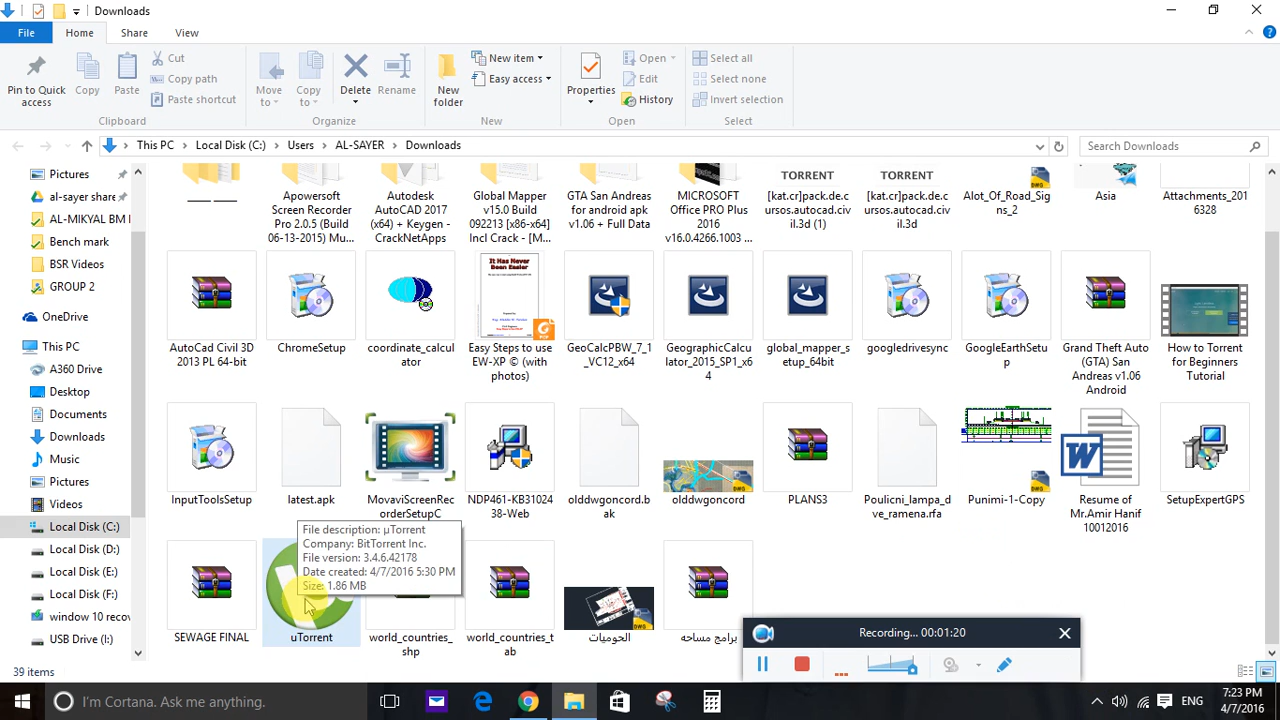 Downloads
File
Home
Share
View
Pin to Quick
access
Copy
Paste
Cut
Copy path
Paste shortcut
Clipboard
Move
to
Copy
to
Delete
Rename
Organize
New
folder
New item
Easy access
New
Properties
Open
Edit
History
Open
Select all
Select none
Invert selection
Select
This PC
Local Disk (C:)
Users
AL-SAYER
Downloads
Search Downloads
Pictures
al-sayer share
AL-MIKYAL BM
Bench mark
BSR Videos
GROUP 2
OneDrive
This PC
A360 Drive
Desktop
Documents
Downloads
Music
Pictures
Videos
Local Disk (C:)
Local Disk (D:)
Local Disk (E:)
Local Disk (F:)
window 10 recov
USB Drive (I:)
Apowersoft
Screen Recorder
Pro 2.0.5 (Build
06-13-2015) Mu...
Autodesk
AutoCAD 2017
(x64) + Keygen -
CrackNetApps
Global Mapper
v15.0 Build
092213 [x86-x64]
Incl Crack - [M...
GTA San Andreas
for android apk
v1.06 + Full Data
MICROSOFT
Office PRO Plus
2016
v16.0.4266.1003 ...
TORRENT
[kat.cr]pack.de.c
ursos.autocad.civ
il.3d (1)
TORRENT
[kat.cr]pack.de.c
ursos.autocad.civ
il.3d
DWG
Alot_Of_Road_Sig
ns_2
Asia
Attachments_201
6328
AutoCad Civil 3D
2013 PL 64-bit
ChromeSetup
coordinate_calcul
ator
It Has Never
Been Easier
PDF
Easy Steps to use
EW-XP © (with
photos)
GeoCalcPBW_7_1
_VC12_x64
GeographicCalcu
lator_2015_SP1_x6
4
global_mapper_s
etup_64bit
googledrivesync
GoogleEarthSetu
p
Grand Theft Auto
(GTA) San
Andreas v1.06
Android
How to Torrent
for Beginners
Tutorial
InputToolsSetup
latest.apk
MovaviScreenRec
orderSetupC
NDP461-KB31024
38-Web
olddwgoncord.b
ak
DWG
olddwgoncord
PLANS3
Poulicni_lampa_d
ve_ramena.rfa
DWG
Punimi-1-Copy
W
Resume of
Mr.Amir Hanif
10012016
SetupExpertGPS
File description: µTorrent
Company: BitTorrent Inc.
File version: 3.4.6.42178
Date created: 4/7/2016 5:30 PM
Size: 1.86 MB
SEWAGE FINAL
uTorrent
world_countries_
shp
world_countries_t
ab
DWG
الحوميات
برامج مساحه
Recording... 00:01:20
39 items
I'm Cortana. Ask me anything.
ENG
7:23 PM
4/7/2016